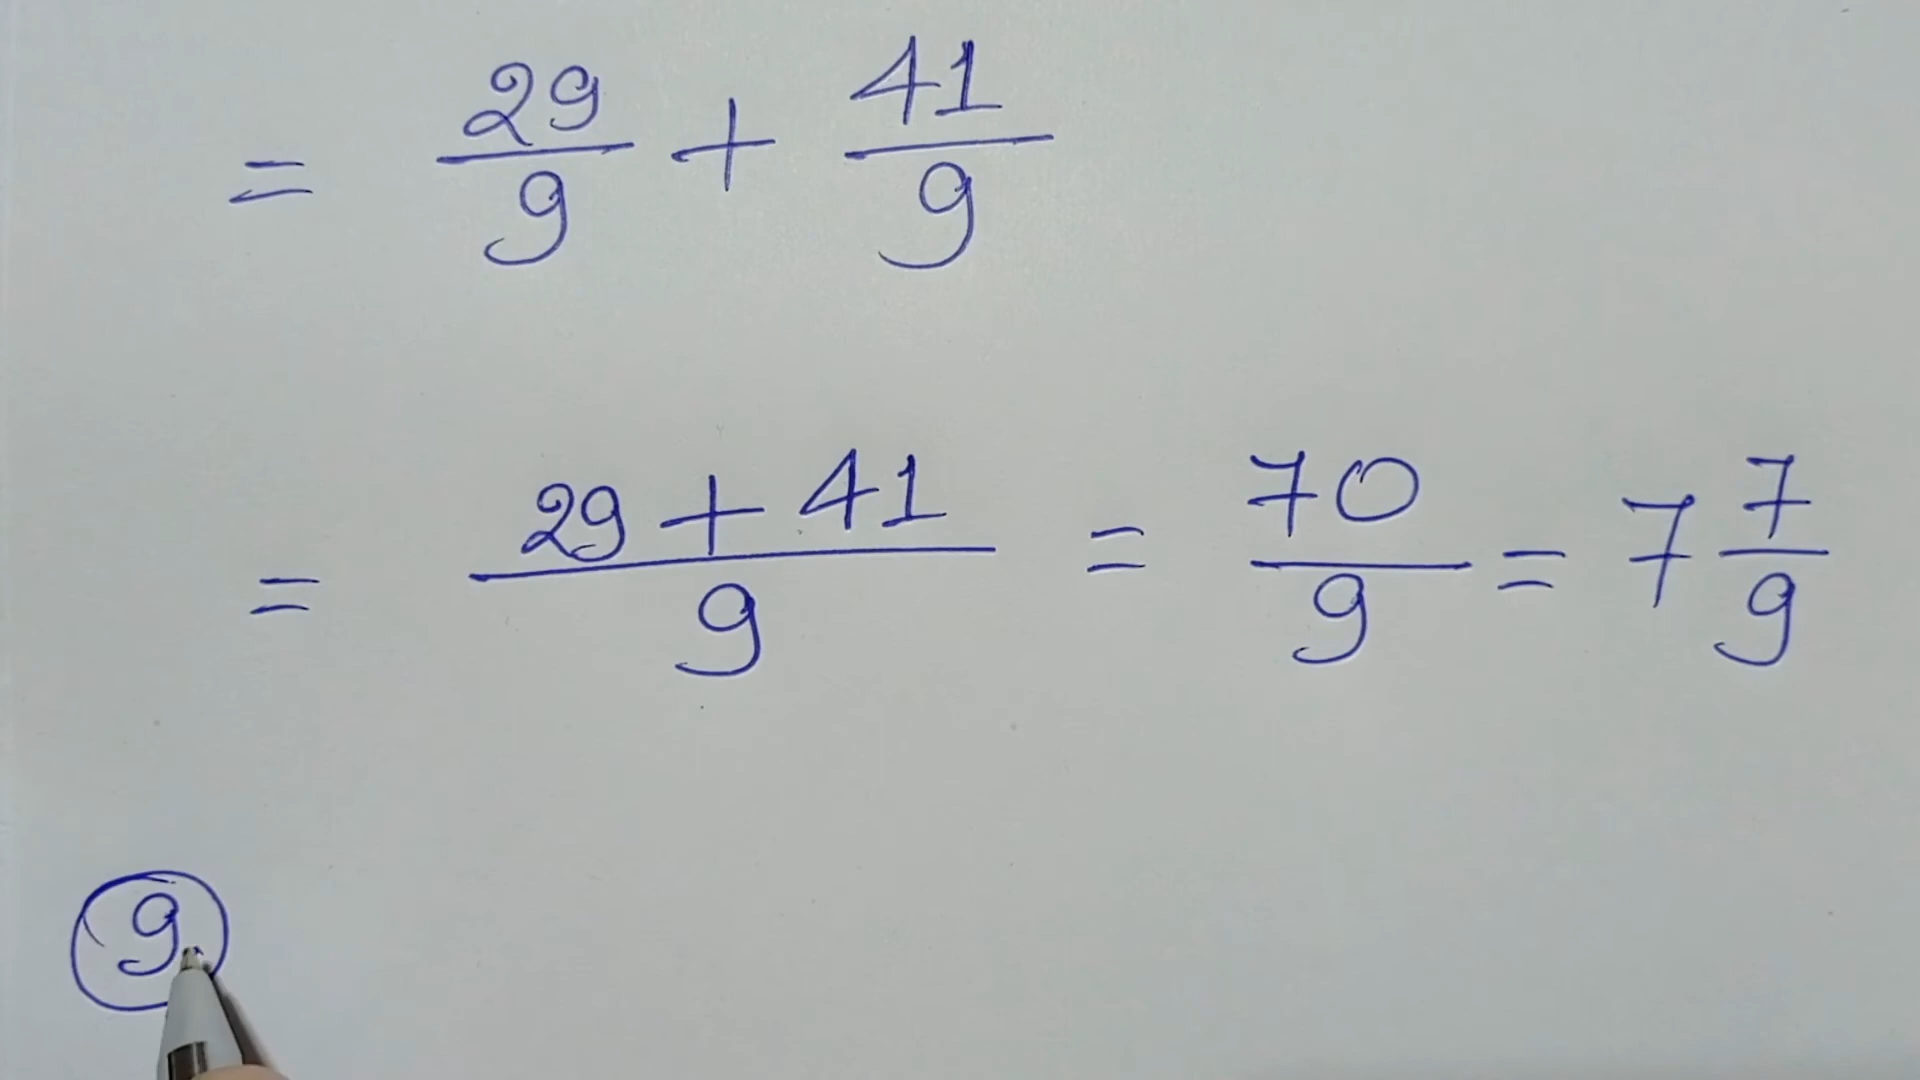 = 29/9 + 41/9
= (29 + 41)/9 = 70/9 = 7 7/9
9